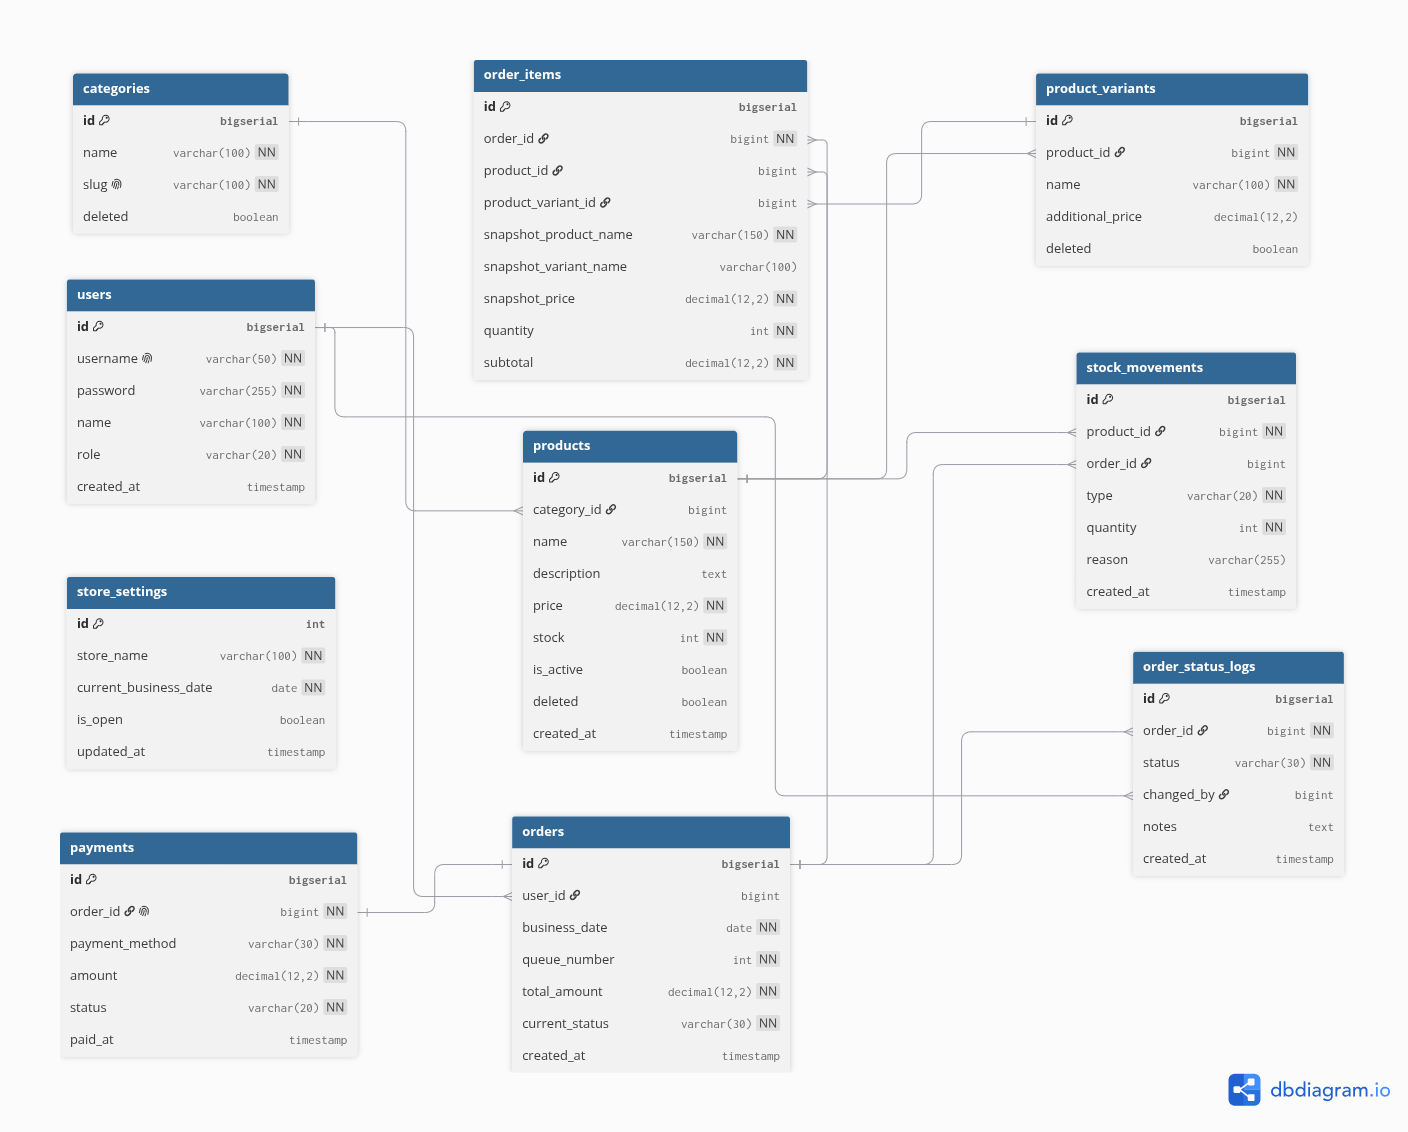 categories
id bigserial
name varchar(100) NN
slug varchar(100) NN
deleted boolean
order_items
id bigserial
order_id bigint NN
product_id bigint
product_variant_id bigint
snapshot_product_name varchar(150) NN
snapshot_variant_name varchar(100)
snapshot_price decimal(12,2) NN
quantity int NN
subtotal decimal(12,2) NN
product_variants
id bigserial
product_id bigint NN
name varchar(100) NN
additional_price decimal(12,2)
deleted boolean
users
id bigserial
username varchar(50) NN
password varchar(255) NN
name varchar(100) NN
role varchar(20) NN
created_at timestamp
products
id bigserial
category_id bigint
name varchar(150) NN
description text
price decimal(12,2) NN
stock int NN
is_active boolean
deleted boolean
created_at timestamp
stock_movements
id bigserial
product_id bigint NN
order_id bigint
type varchar(20) NN
quantity int NN
reason varchar(255)
created_at timestamp
store_settings
id int
store_name varchar(100) NN
current_business_date date NN
is_open boolean
updated_at timestamp
order_status_logs
id bigserial
order_id bigint NN
status varchar(30) NN
changed_by bigint
notes text
created_at timestamp
payments
id bigserial
order_id bigint NN
payment_method varchar(30) NN
amount decimal(12,2) NN
status varchar(20) NN
paid_at timestamp
orders
id bigserial
user_id bigint
business_date date NN
queue_number int NN
total_amount decimal(12,2) NN
current_status varchar(30) NN
created_at timestamp
dbdiagram.io